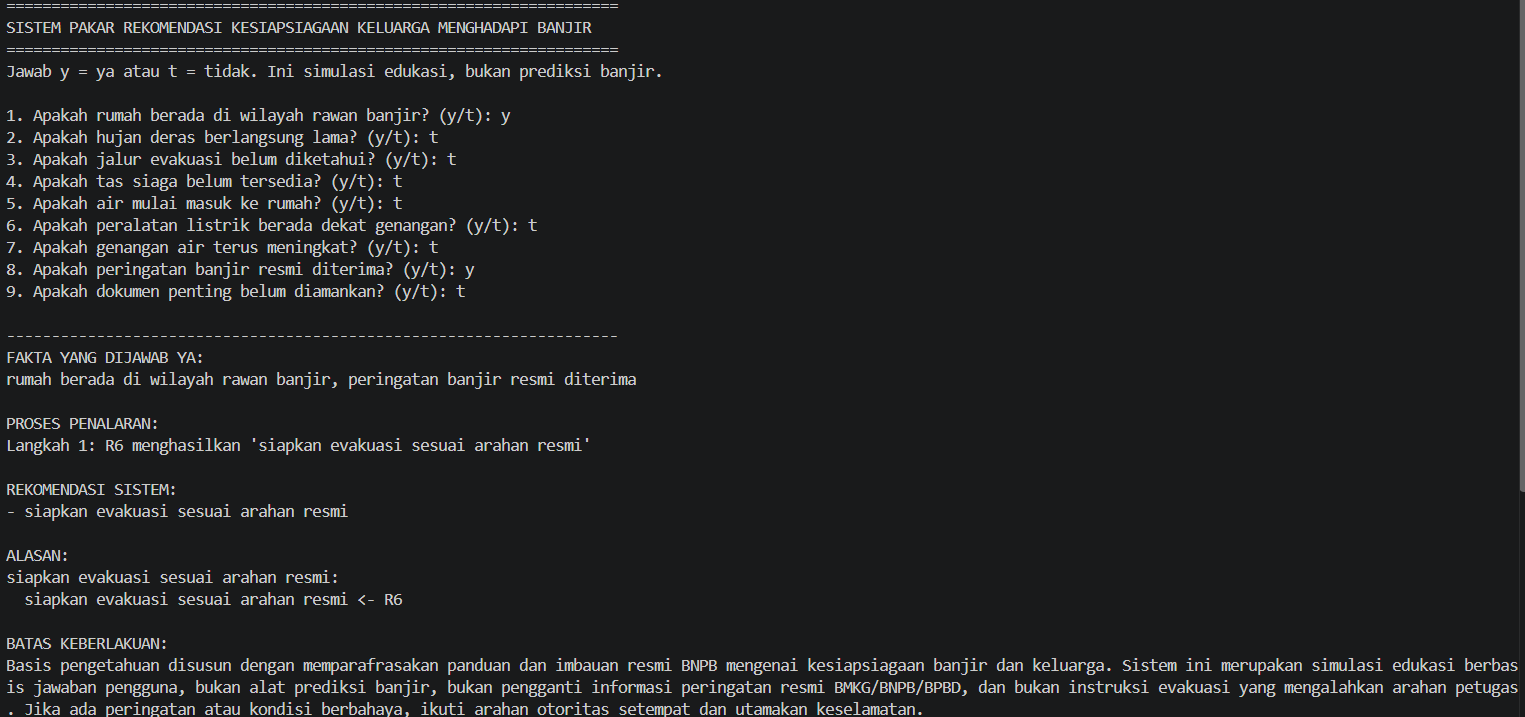 ====================================================================
SISTEM PAKAR REKOMENDASI KESIAPSIAGAAN KELUARGA MENGHADAPI BANJIR
====================================================================
Jawab y = ya atau t = tidak. Ini simulasi edukasi, bukan prediksi banjir.
1. Apakah rumah berada di wilayah rawan banjir? (y/t): y
2. Apakah hujan deras berlangsung lama? (y/t): t
3. Apakah jalur evakuasi belum diketahui? (y/t): t
4. Apakah tas siaga belum tersedia? (y/t): t
5. Apakah air mulai masuk ke rumah? (y/t): t
6. Apakah peralatan listrik berada dekat genangan? (y/t): t
7. Apakah genangan air terus meningkat? (y/t): t
8. Apakah peringatan banjir resmi diterima? (y/t): y
9. Apakah dokumen penting belum diamankan? (y/t): t
--------------------------------------------------------------------
FAKTA YANG DIJAWAB YA:
rumah berada di wilayah rawan banjir, peringatan banjir resmi diterima
PROSES PENALARAN:
Langkah 1: R6 menghasilkan 'siapkan evakuasi sesuai arahan resmi'
REKOMENDASI SISTEM:
- siapkan evakuasi sesuai arahan resmi
ALASAN:
siapkan evakuasi sesuai arahan resmi:
  siapkan evakuasi sesuai arahan resmi <- R6
BATAS KEBERLAKUAN:
Basis pengetahuan disusun dengan memparafrasakan panduan dan imbauan resmi BNPB mengenai kesiapsiagaan banjir dan keluarga. Sistem ini merupakan simulasi edukasi berbas
is jawaban pengguna, bukan alat prediksi banjir, bukan pengganti informasi peringatan resmi BMKG/BNPB/BPBD, dan bukan instruksi evakuasi yang mengalahkan arahan petugas
. Jika ada peringatan atau kondisi berbahaya, ikuti arahan otoritas setempat dan utamakan keselamatan.